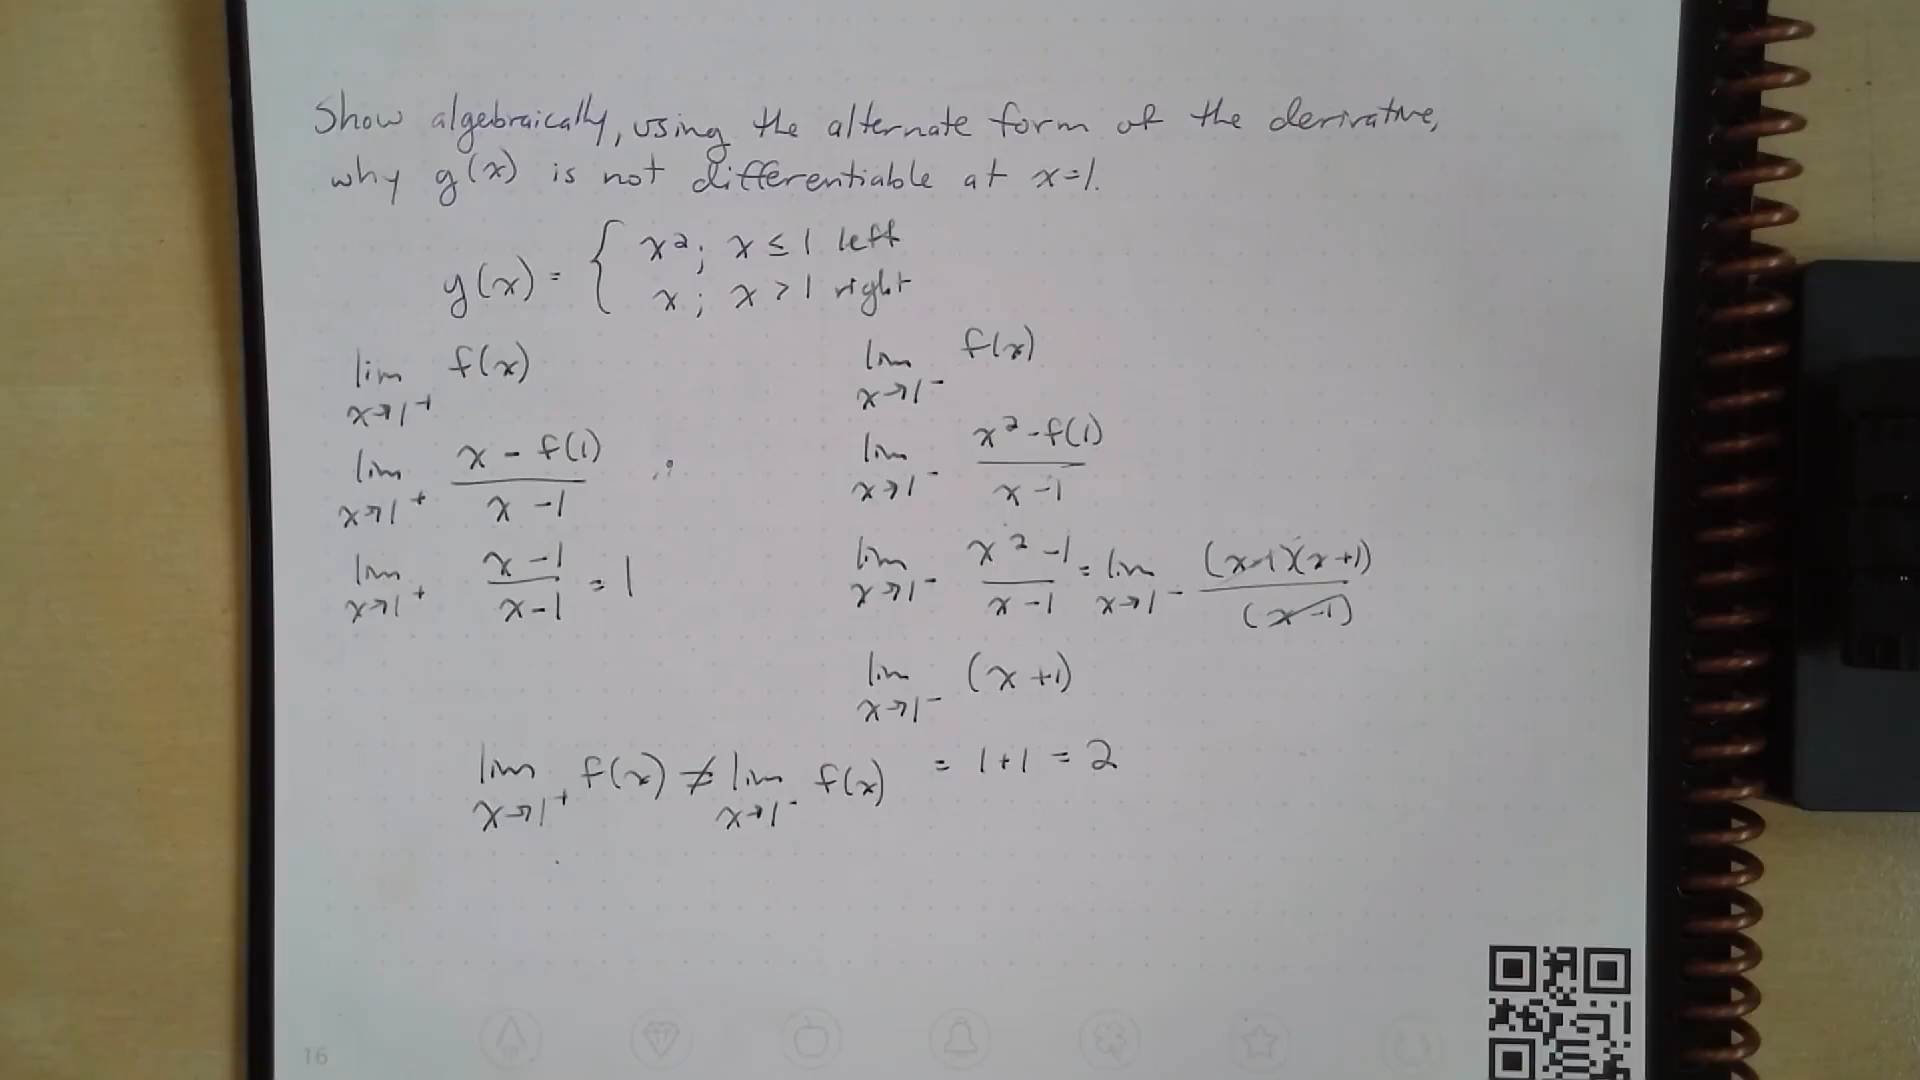 Show algebraically, using the alternate form of the derivative,
why g(x) is not differentiable at x=1.
g(x) = { x²; x ≤ 1 left
x; x > 1 right
lim x→1⁺ f(x)
lim x→1⁺ (x - f(1))/(x - 1)
lim x→1⁺ (x-1)/(x-1) = 1
lim x→1⁻ f(x)
lim x→1⁻ (x² - f(1))/(x - 1)
lim x→1⁻ (x² - 1)/(x - 1) = lim x→1⁻ (x-1)(x+1)/(x-1)
lim x→1⁻ (x+1)
= 1+1 = 2
lim x→1⁺ f(x) ≠ lim x→1⁻ f(x)
16